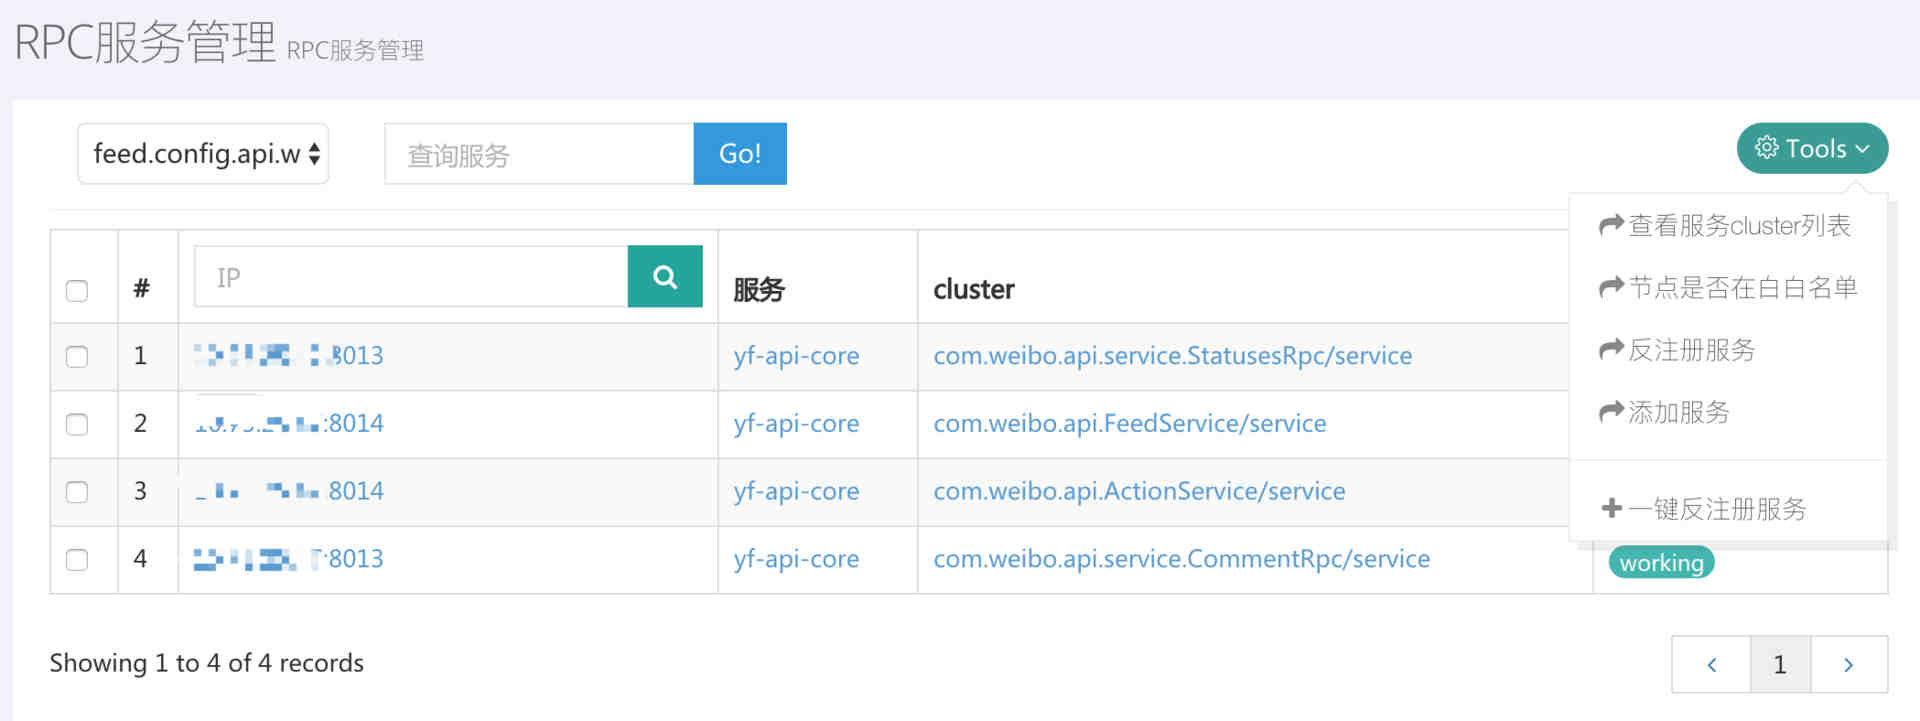 RPC服务管理 RPC服务管理
feed.config.api.w 查询服务 Go! Tools
查看服务cluster列表
节点是否在白白名单
反注册服务
添加服务
一键反注册服务
# IP 服务 cluster
1 8013 yf-api-core com.weibo.api.service.StatusesRpc/service
2 :8014 yf-api-core com.weibo.api.FeedService/service
3 8014 yf-api-core com.weibo.api.ActionService/service
4 :8013 yf-api-core com.weibo.api.service.CommentRpc/service working
Showing 1 to 4 of 4 records
1